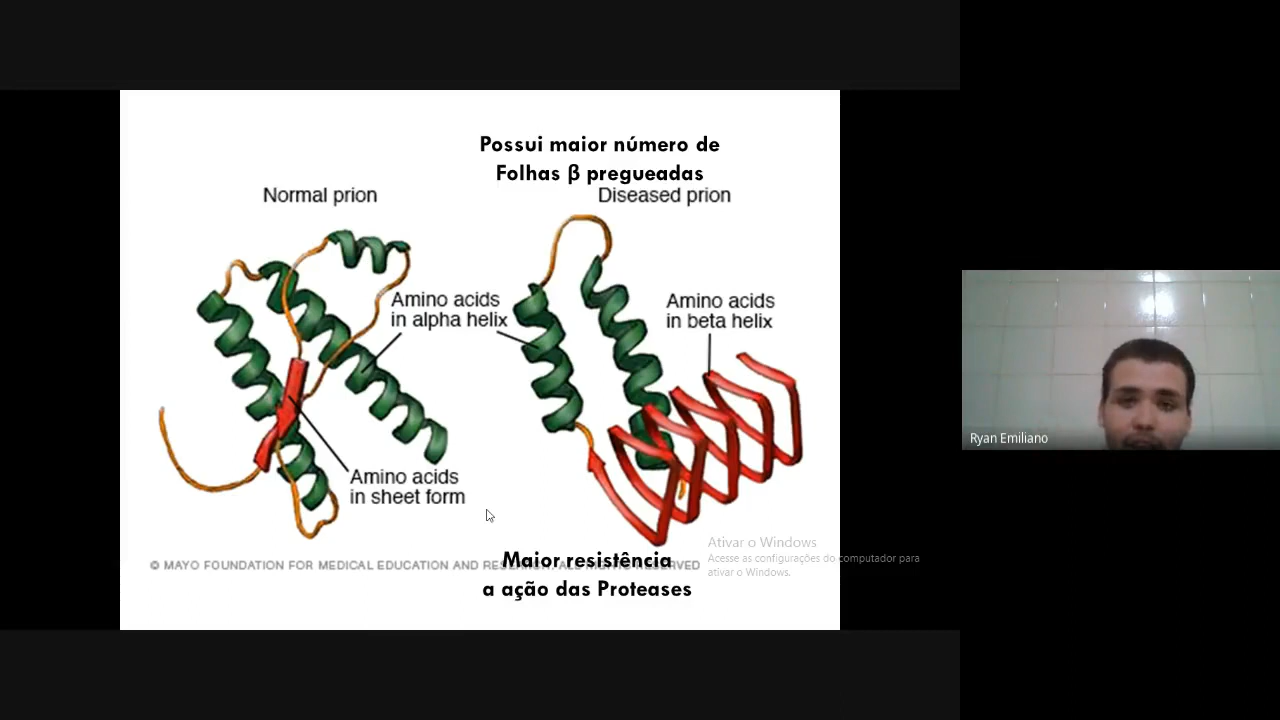 Possui maior número de
Folhas β pregueadas
Normal prion
Diseased prion
Amino acids
in alpha helix
Amino acids
in beta helix
Amino acids
in sheet form
Ryan Emiliano
Ativar o Windows
Acesse as configurações do computador para
ativar o Windows.
© MAYO FOUNDATION FOR MEDICAL EDUCATION AND RESEARCH. ALL RIGHTS RESERVED
Maior resistência
a ação das Proteases